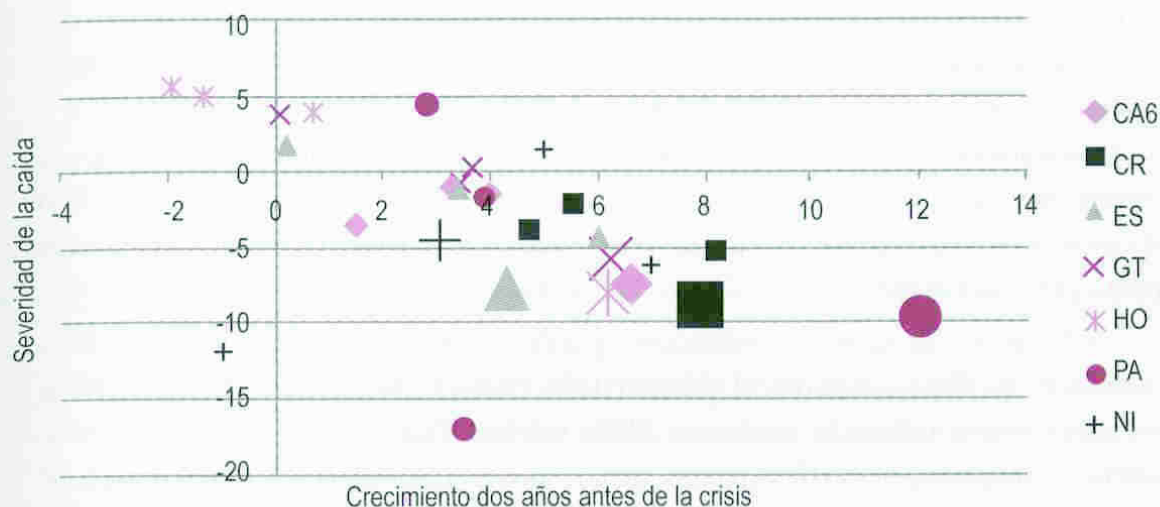 10
5
0
-4 -2 0 2 4 6 8 10 12 14
-5
-10
-15
-20
Severidad de la caída
Crecimiento dos años antes de la crisis
CA6
CR
ES
GT
HO
PA
NI